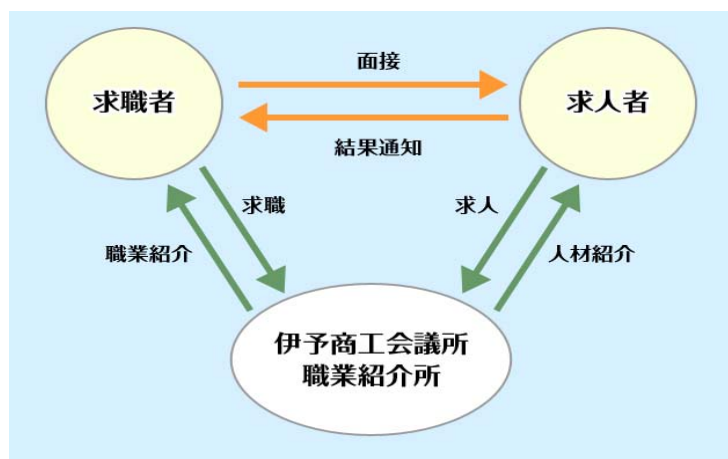 面接
求職者
求人者
結果通知
求職
求人
職業紹介
人材紹介
伊予商工会議所
職業紹介所